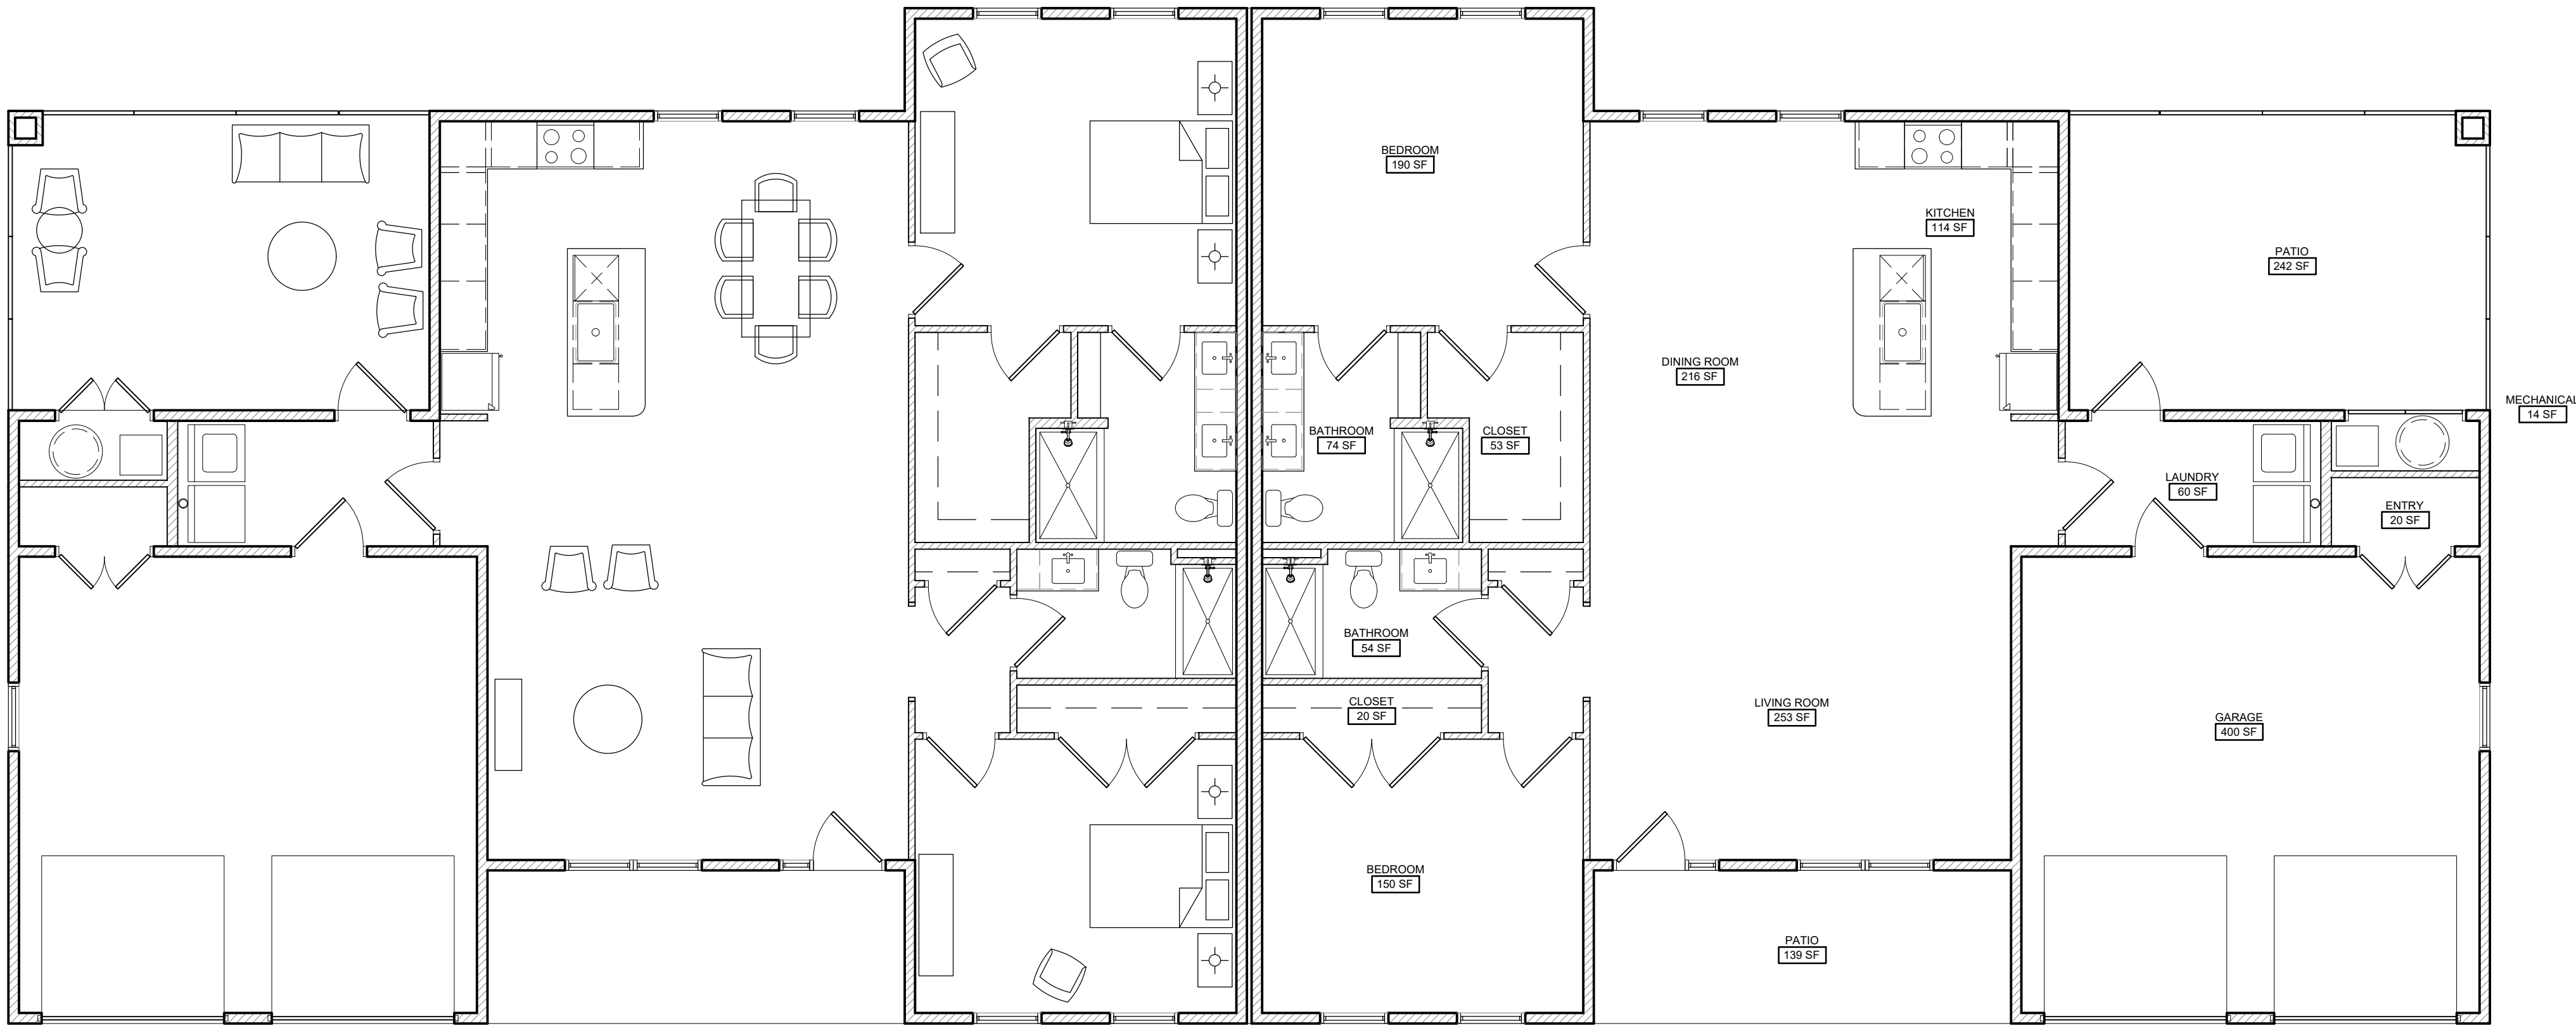 BEDROOM
190 SF
KITCHEN
114 SF
PATIO
242 SF
DINING ROOM
216 SF
MECHANICAL
14 SF
BATHROOM
74 SF
CLOSET
53 SF
LAUNDRY
60 SF
ENTRY
20 SF
BATHROOM
54 SF
CLOSET
20 SF
LIVING ROOM
253 SF
GARAGE
400 SF
BEDROOM
150 SF
PATIO
139 SF